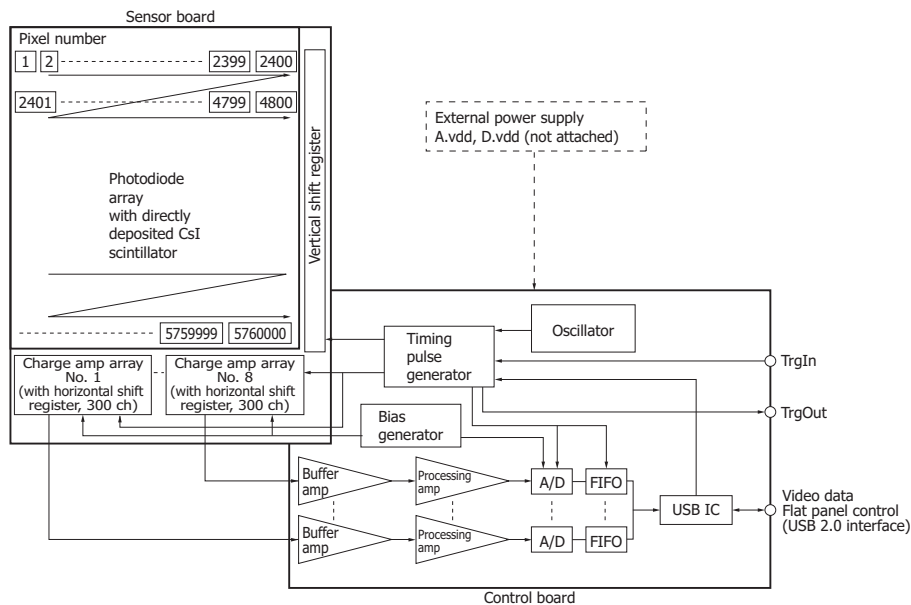 Sensor board
Pixel number
1 2 2399 2400
2401 4799 4800
Photodiode
array
with directly
deposited CsI
scintillator
5759999 5760000
Vertical shift register
External power supply
A.vdd, D.vdd (not attached)
Charge amp array
No. 1
(with horizontal shift
register, 300 ch)
Charge amp array
No. 8
(with horizontal shift
register, 300 ch)
Timing
pulse
generator
Oscillator
Bias
generator
TrgIn
TrgOut
Buffer
amp
Processing
amp
A/D
FIFO
USB IC
Video data
Flat panel control
(USB 2.0 interface)
Buffer
amp
Processing
amp
A/D
FIFO
Control board